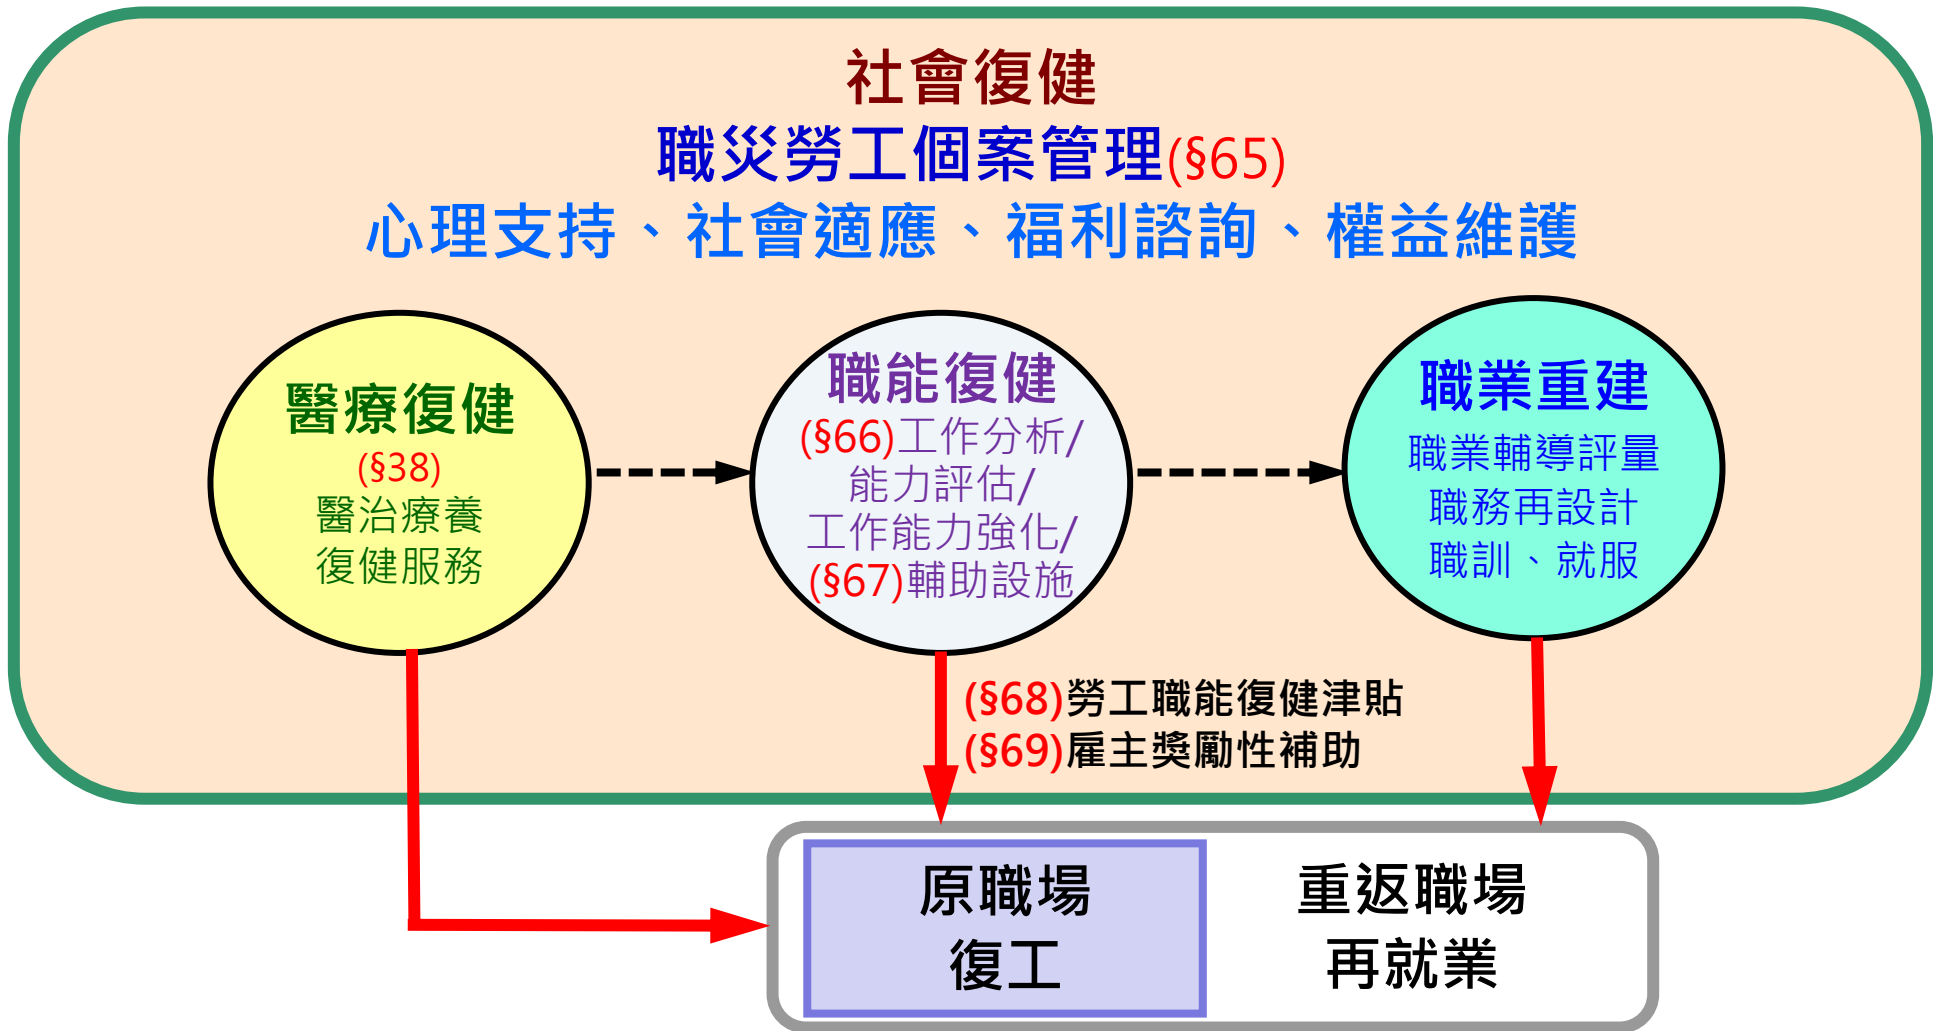 社會復健
職災勞工個案管理(§65)
心理支持、社會適應、福利諮詢、權益維護
醫療復健
(§38)
醫治療養
復健服務
職能復健
(§66)工作分析/
能力評估/
工作能力強化/
(§67)輔助設施
職業重建
職業輔導評量
職務再設計
職訓、就服
(§68)勞工職能復健津貼
(§69)雇主獎勵性補助
原職場
復工
重返職場
再就業